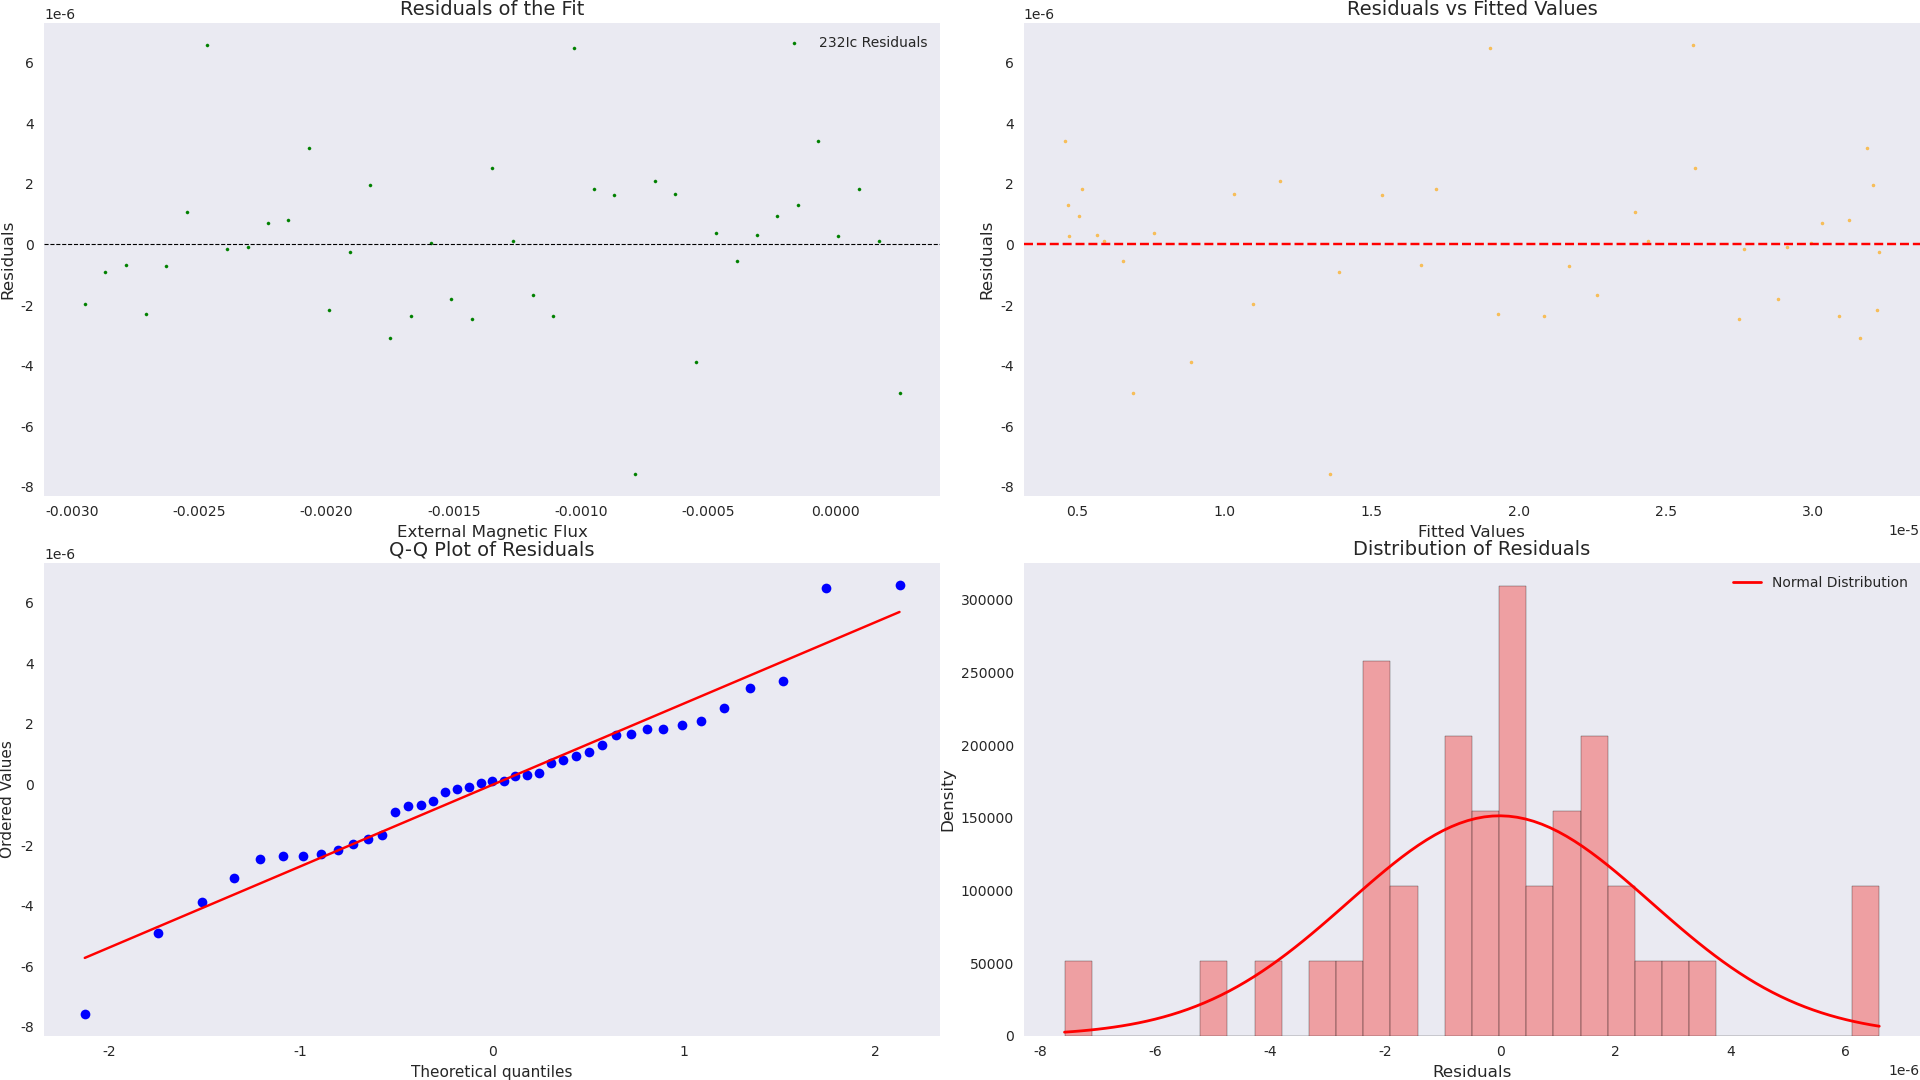 Residuals of the Fit
1e-6
232Ic Residuals
6
4
2
0
-2
-4
-6
-8
Residuals
-0.0030 -0.0025 -0.0020 -0.0015 -0.0010 -0.0005 0.0000
External Magnetic Flux
Residuals vs Fitted Values
1e-6
6
4
2
0
-2
-4
-6
-8
Residuals
0.5 1.0 1.5 2.0 2.5 3.0
Fitted Values
1e-5
Q-Q Plot of Residuals
1e-6
6
4
2
0
-2
-4
-6
-8
Ordered Values
-2 -1 0 1 2
Theoretical quantiles
Distribution of Residuals
Normal Distribution
300000
250000
200000
150000
100000
50000
0
Density
-8 -6 -4 -2 0 2 4 6
Residuals
1e-6